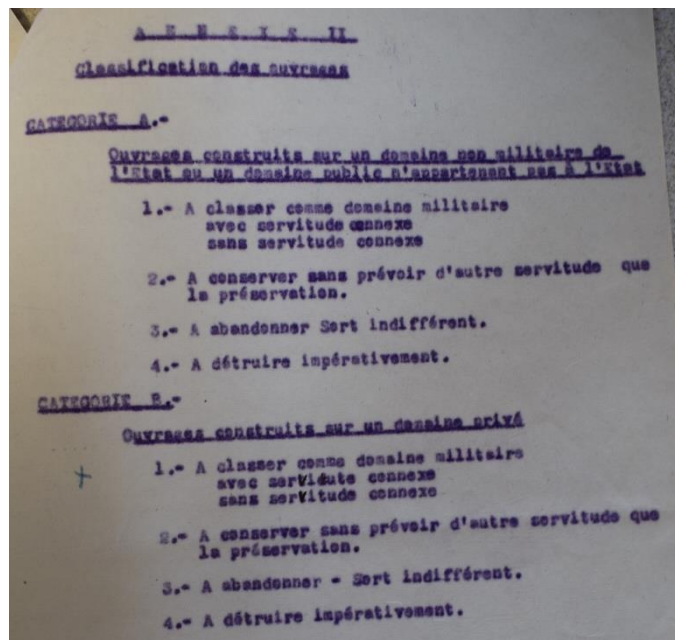 A N N E X E II
Classification des ouvrages
CATEGORIE A.-
Ouvrages construits sur un domaine non militaire de
l'Etat ou un domaine public n'appartenant pas à l'Etat
1.- A classer comme domaine militaire
avec servitude connexe
sans servitude connexe
2.- A conserver sans prévoir d'autre servitude que
la préservation.
3.- A abandonner Sort indifférent.
4.- A détruire impérativement.
CATEGORIE B.-
Ouvrages construits sur un domaine privé
1.- A classer comme domaine militaire
+ avec servidute connexe
sans servitude connexe
2.- A conserver sans prévoir d'autre servitude que
la préservation.
3.- A abandonner - Sort indifférent.
4.- A détruire impérativement.